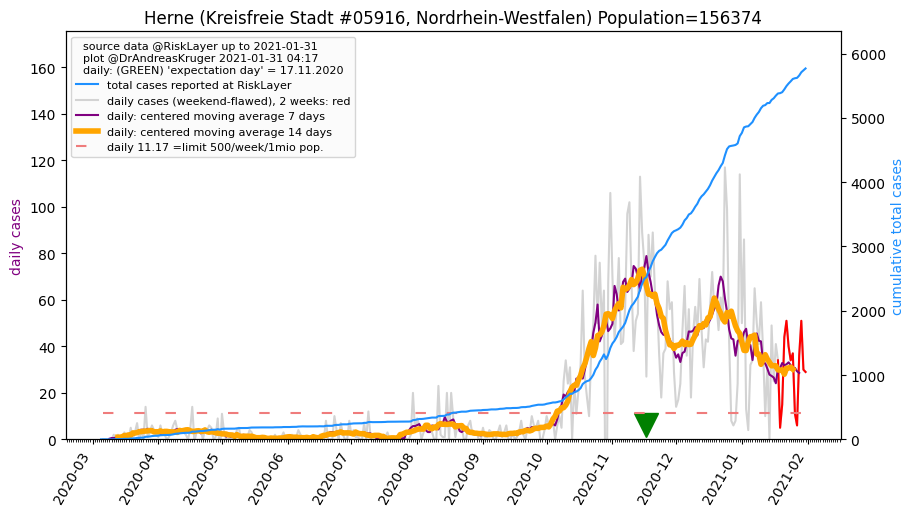 Herne (Kreisfreie Stadt #05916, Nordrhein-Westfalen) Population=156374
source data @RiskLayer up to 2021-01-31
plot @DrAndreasKruger 2021-01-31 04:17
daily: (GREEN) 'expectation day' = 17.11.2020
total cases reported at RiskLayer
daily cases (weekend-flawed), 2 weeks: red
daily: centered moving average 7 days
daily: centered moving average 14 days
daily 11.17 =limit 500/week/1mio pop.
daily cases
160
140
120
100
80
60
40
20
0
6000
5000
4000
3000
2000
1000
0
cumulative total cases
2020-03
2020-04
2020-05
2020-06
2020-07
2020-08
2020-09
2020-10
2020-11
2020-12
2021-01
2021-02